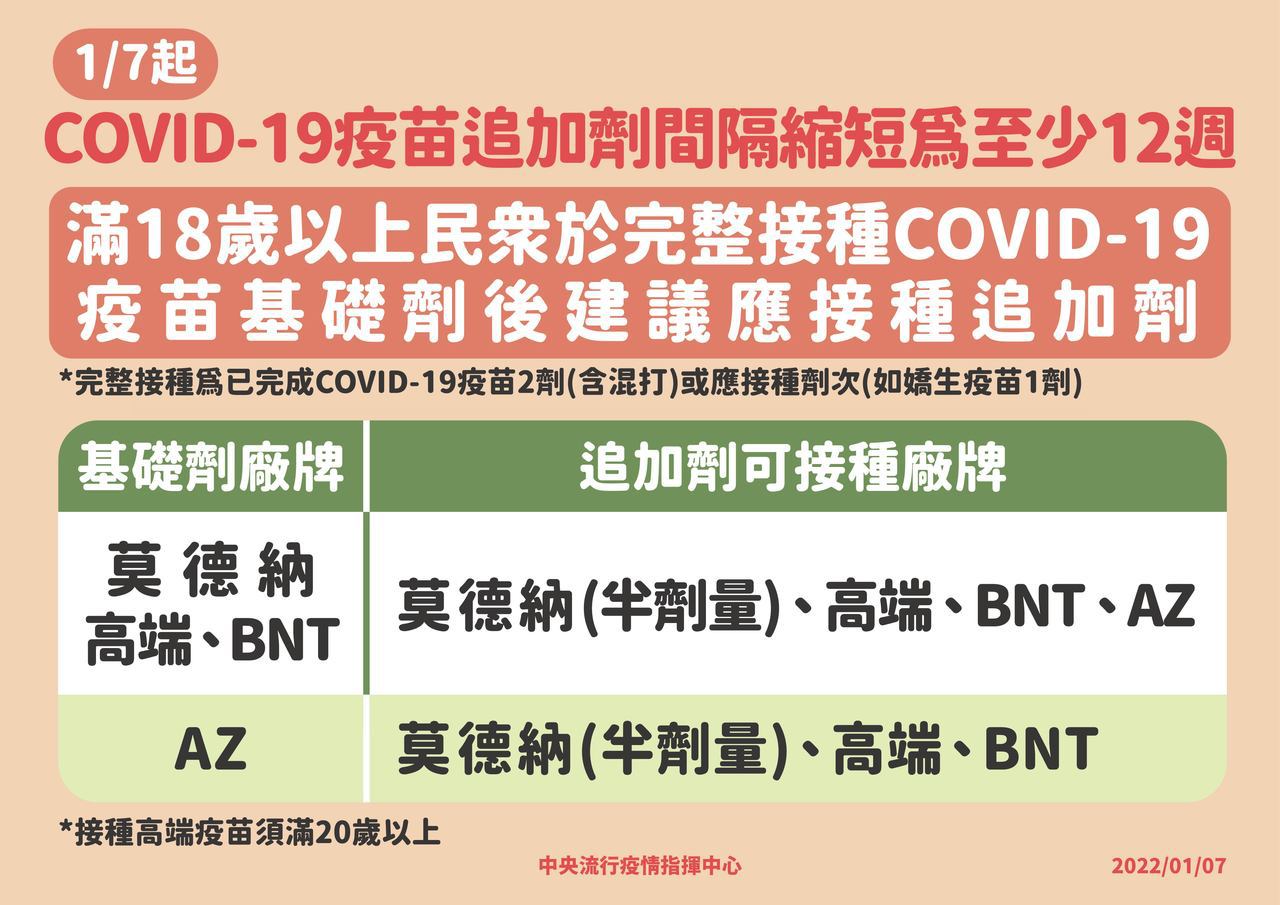 1/7起
COVID-19疫苗追加劑間隔縮短爲至少12週
滿18歲以上民衆於完整接種COVID-19
疫苗基礎劑後建議應接種追加劑
*完整接種爲已完成COVID-19疫苗2劑(含混打)或應接種劑次(如嬌生疫苗1劑)
基礎劑廠牌
追加劑可接種廠牌
莫德納
高端、BNT
莫德納(半劑量)、高端、BNT、AZ
AZ
莫德納(半劑量)、高端、BNT
*接種高端疫苗須滿20歲以上
中央流行疫情指揮中心
2022/01/07